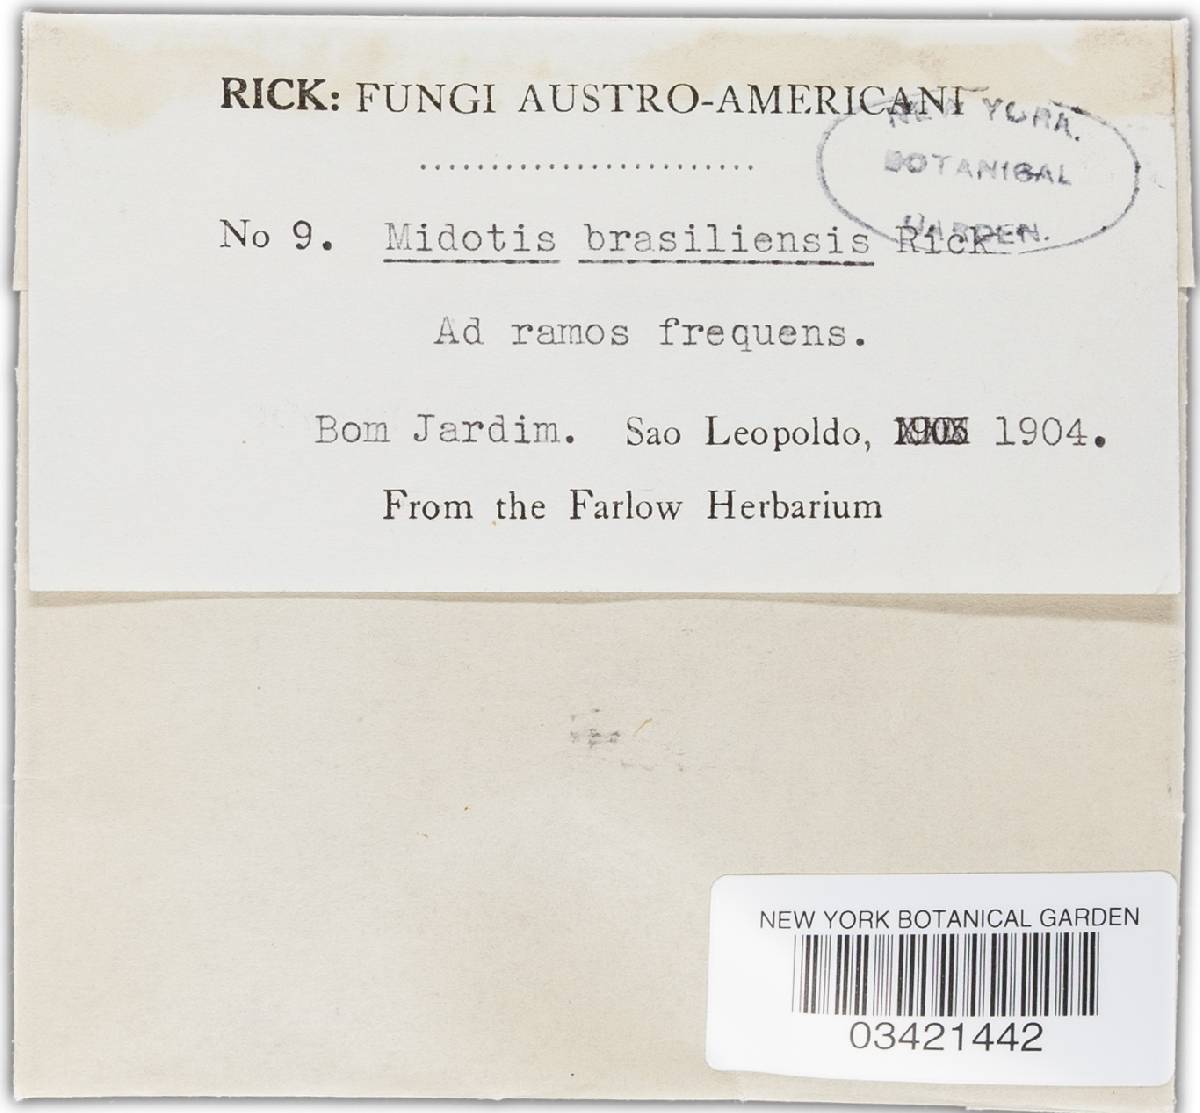 RICK: FUNGI AUSTRO-AMERICANI
NEW YORK
BOTANICAL
GARDEN.
........................
No 9. Midotis brasiliensis Rick
Ad ramos frequens.
Bom Jardim. Sao Leopoldo, 1904.
From the Farlow Herbarium
NEW YORK BOTANICAL GARDEN
03421442